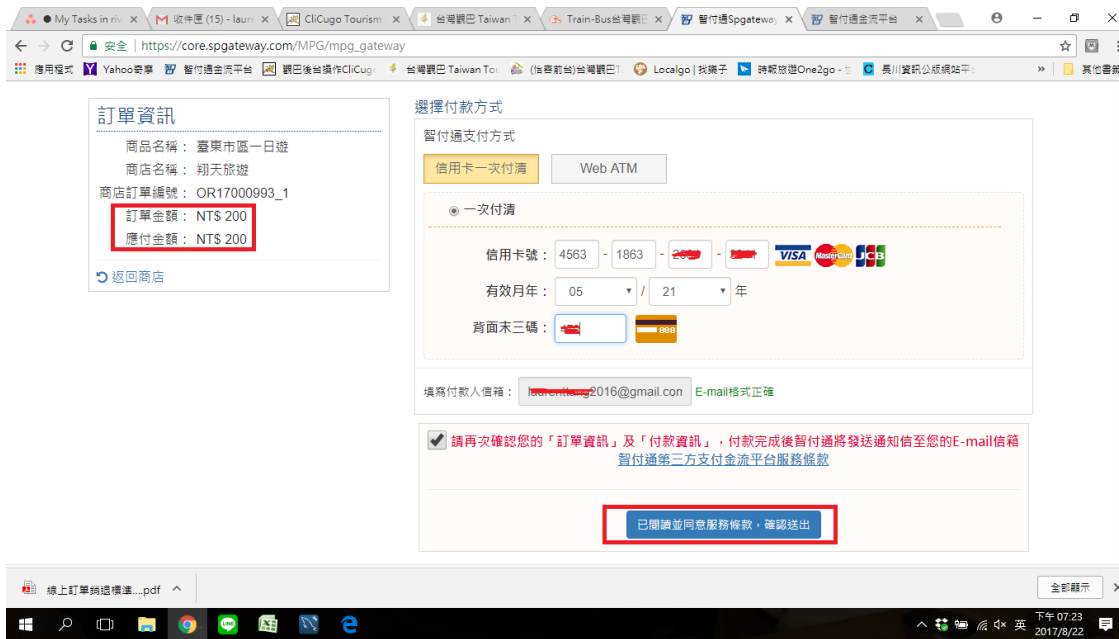 ● My Tasks in riv
收件匣 (15) - laur
CliCugo Tourism
台灣觀巴 Taiwan T
Train-Bus台灣觀巴
智付通Spgateway
智付通金流平台
安全 | https://core.spgateway.com/MPG/mpg_gateway
應用程式
Yahoo奇摩
智付通金流平台
觀巴後台操作CliCug
台灣觀巴 Taiwan Tou
(怡容前台)台灣觀巴T
Localgo | 找樂子
時報旅遊One2go -
長川資訊公版網站平
»
其他書籤
訂單資訊
商品名稱： 臺東市區一日遊
商店名稱： 翔天旅遊
商店訂單編號： OR17000993_1
訂單金額： NT$ 200
應付金額： NT$ 200
返回商店
選擇付款方式
智付通支付方式
信用卡一次付清
Web ATM
一次付清
信用卡號： 4563 - 1863 - -
VISA MasterCard JCB
有效月年： 05 / 21 年
背面末三碼：
888
填寫付款人信箱： 2016@gmail.con E-mail格式正確
請再次確認您的「訂單資訊」及「付款資訊」，付款完成後智付通將發送通知信至您的E-mail信箱
智付通第三方支付金流平台服務條款
已閱讀並同意服務條款，確認送出
線上訂單銷退標準....pdf
全部顯示
英
下午 07:23
2017/8/22